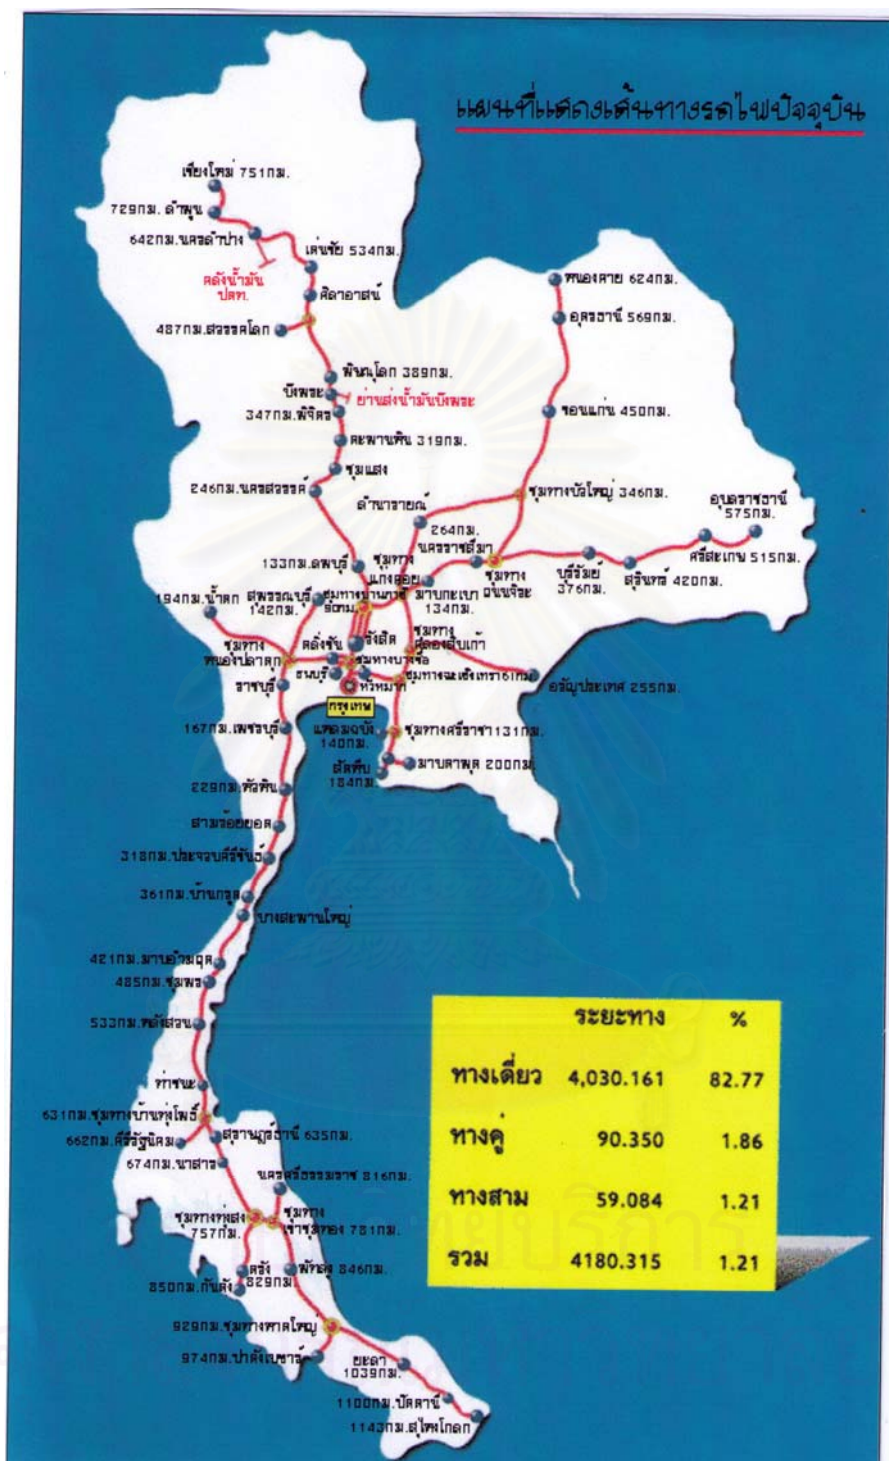 แผนที่แสดงเส้นทางรถไฟปัจจุบัน
เชียงใหม่ 751กม.
729กม. ลำพูน
642กม.นครลำปาง
เด่นชัย 534กม.
คลังน้ำมัน
ปตท.
ศิลาอาสน์
487กม.สวรรคโลก
หนองคาย 624กม.
อุดรธานี 569กม.
พิษณุโลก 389กม.
บึงพระ
ย่านส่งน้ำมันบึงพระ
347กม.พิจิตร
ขอนแก่น 450กม.
ตะพานหิน 319กม.
ชุมแสง
246กม.นครสวรรค์
ลำนารายณ์
264กม.
ชุมทางบัวใหญ่ 346กม.
อุบลราชธานี
575กม.
133กม.ลพบุรี
ชุมทาง
แก่งคอย
นครราชสีมา
ชุมทาง
ถนนจิระ
บุรีรัมย์
376กม.
สุรินทร์ 420กม.
ศรีสะเกษ 515กม.
194กม.น้ำตก
สุพรรณบุรี
142กม.
ชุมทางบ้านภาชี
90กม.
มาบกะเบา
134กม.
ชุมทาง
หนองปลาดุก
ตลิ่งชัน
รังสิต
ชุมทาง
คลองสิบเก้า
ธนบุรี
ชุมทางบางซื่อ
หัวหมาก
ชุมทางฉะเชิงเทรา61กม
อรัญประเทศ 255กม.
ราชบุรี
กรุงเทพ
167กม.เพชรบุรี
แหลมฉบัง
140กม.
ชุมทางศรีราชา131กม.
สัตหีบ
184กม.
มาบตาพุด 200กม.
229กม.หัวหิน
สามร้อยยอด
318กม.ประจวบคีรีขันธ์
361กม.บ้านกรูด
บางสะพานใหญ่
421กม.มาบอำมฤต
485กม.ชุมพร
533กม.หลังสวน
ท่าชนะ
631กม.ชุมทางบ้านทุ่งโพธิ์
662กม.คีรีรัฐนิคม
สุราษฎร์ธานี 635กม.
674กม.นาสาร
นครศรีธรรมราช 816กม.
ชุมทางทุ่งสง
757กม.
ชุมทาง
เขาชุมทอง 781กม.
ตรัง
829กม
850กม.กันตัง
พัทลุง 846กม.
929กม.ชุมทางหาดใหญ่
974กม.ปาดังเบซาร์
ยะลา
1039กม.
1100กม.ปัตตานี
1143กม.สุไหงโกลก
ระยะทาง %
ทางเดี่ยว 4,030.161 82.77
ทางคู่ 90.350 1.86
ทางสาม 59.084 1.21
รวม 4180.315 1.21